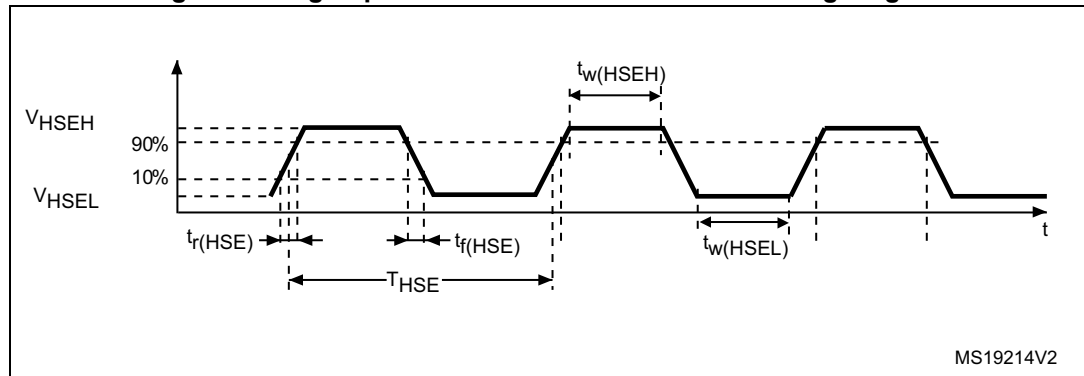 tw(HSEH)
VHSEH
90%
10%
VHSEL
tr(HSE)
tf(HSE)
tw(HSEL)
t
THSE
MS19214V2